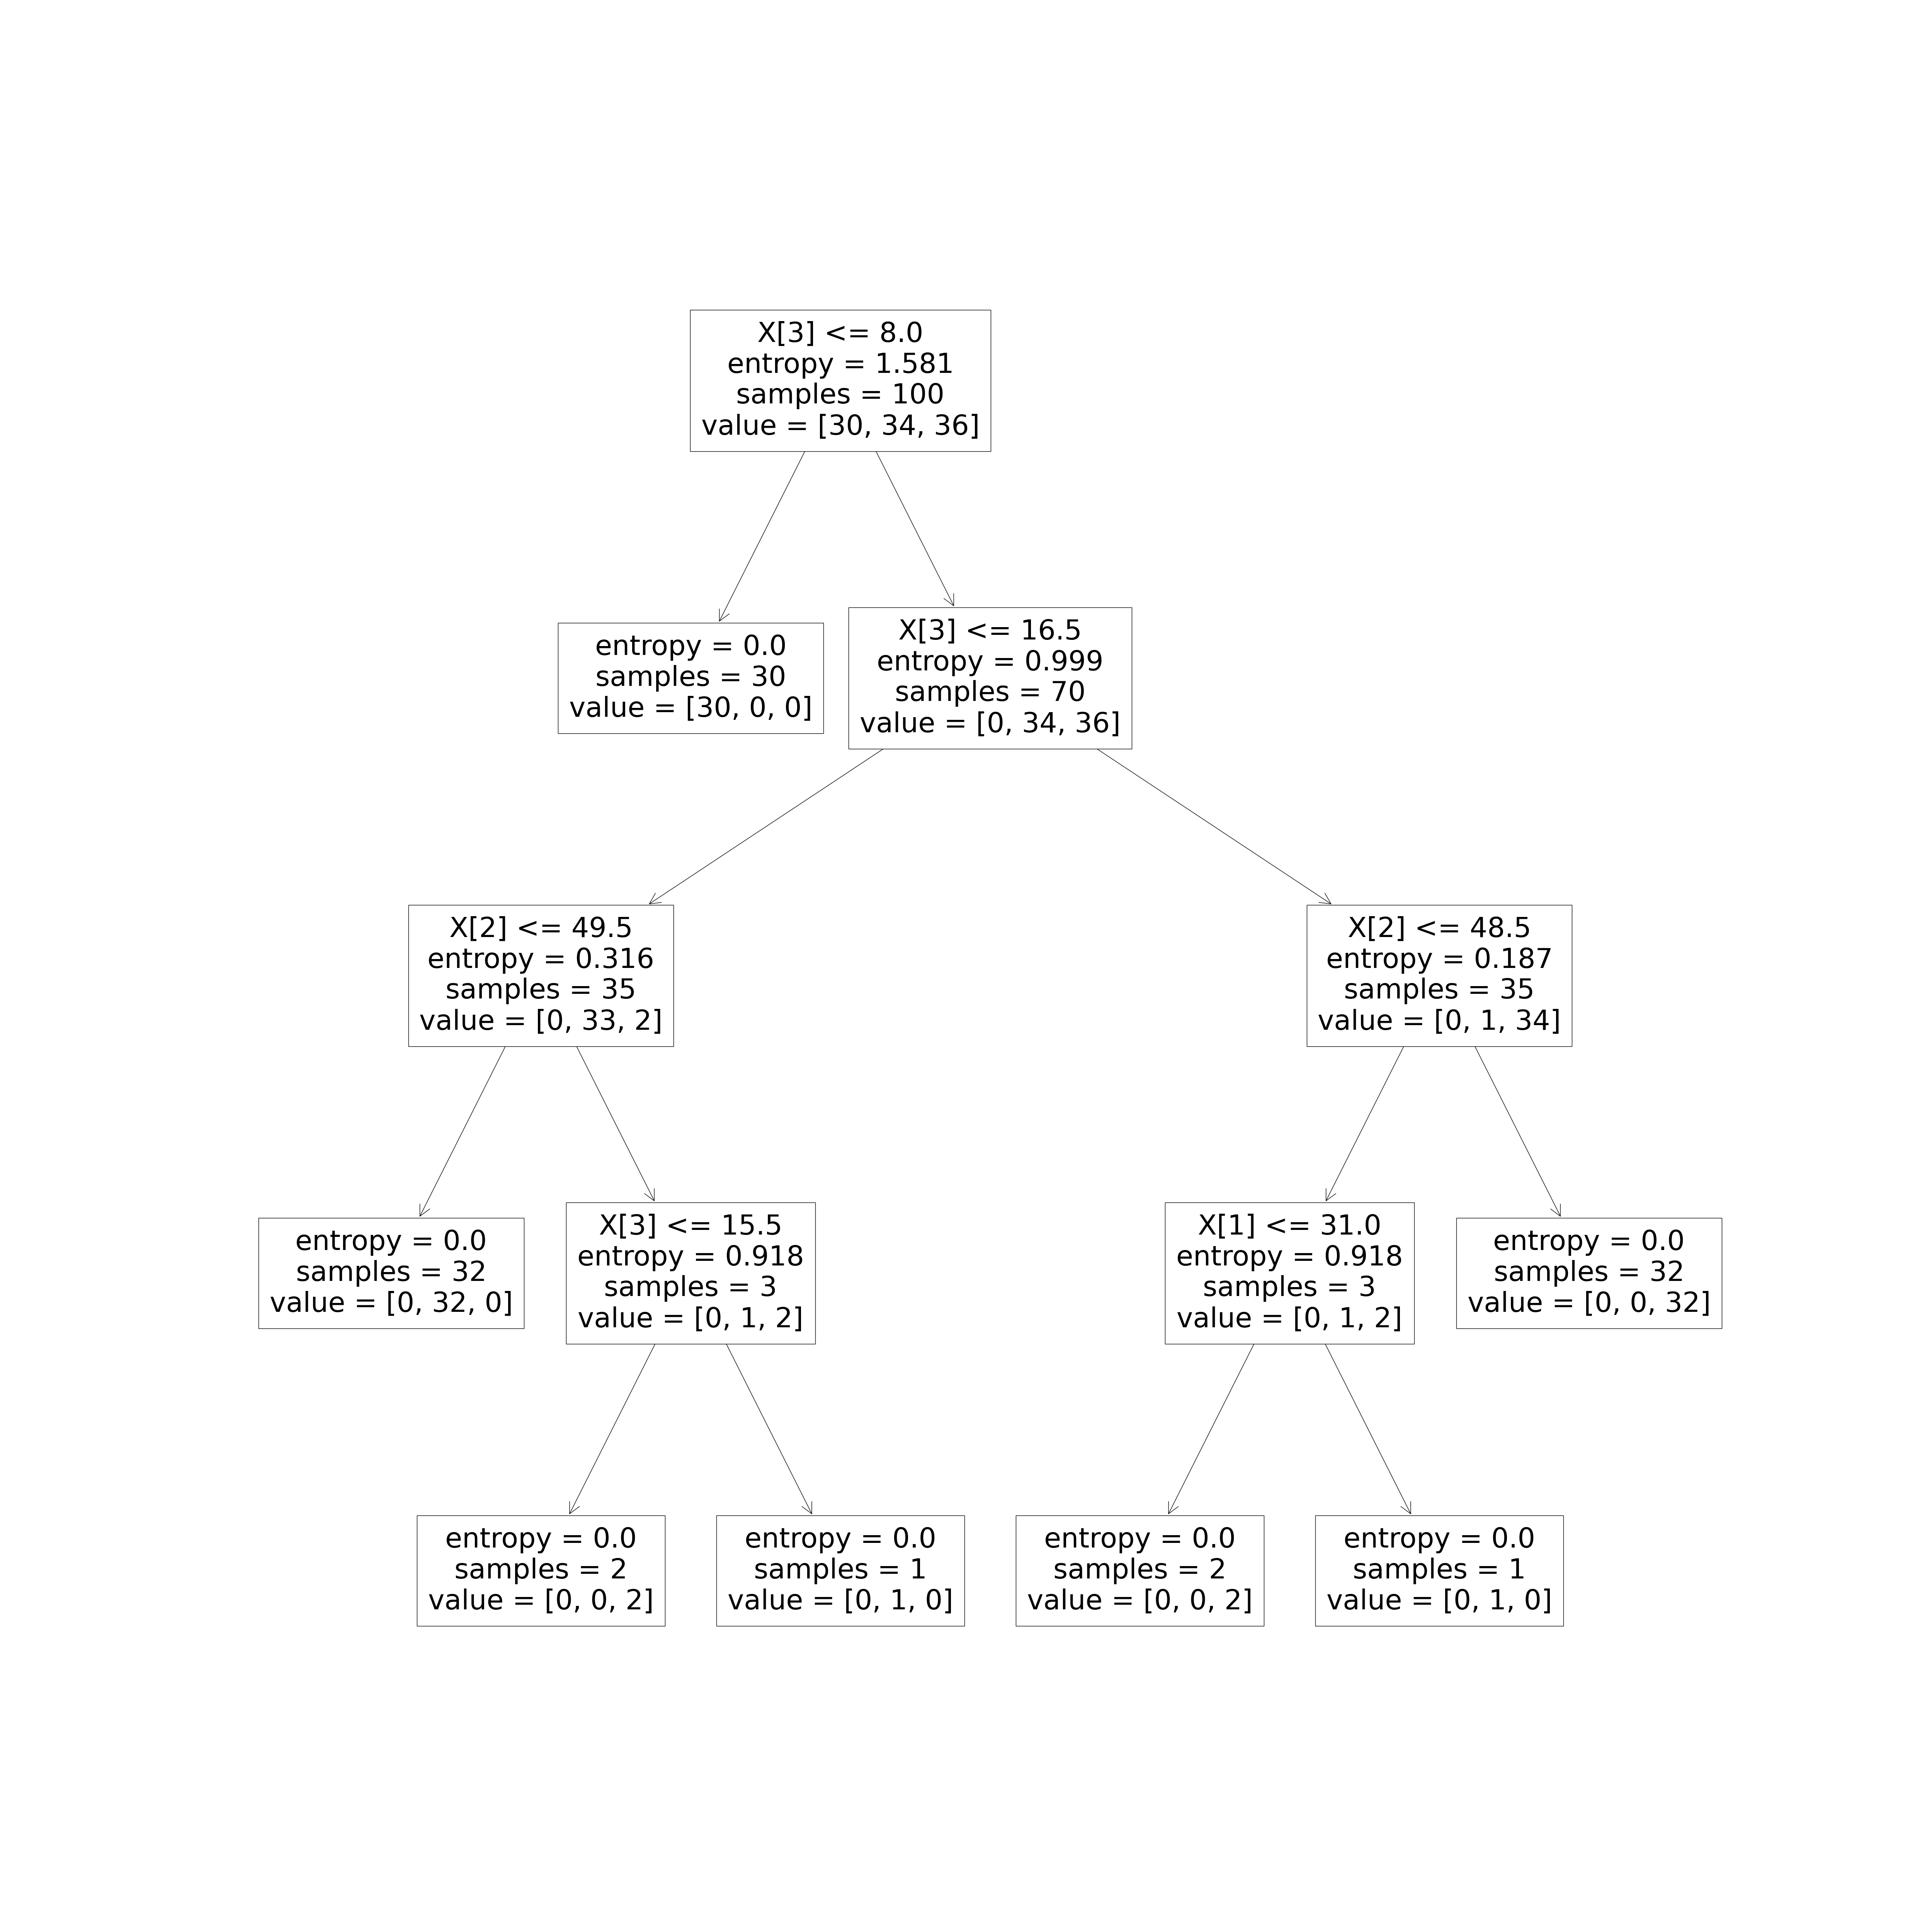 X[3] <= 8.0
entropy = 1.581
samples = 100
value = [30, 34, 36]
entropy = 0.0
samples = 30
value = [30, 0, 0]
X[3] <= 16.5
entropy = 0.999
samples = 70
value = [0, 34, 36]
X[2] <= 49.5
entropy = 0.316
samples = 35
value = [0, 33, 2]
X[2] <= 48.5
entropy = 0.187
samples = 35
value = [0, 1, 34]
entropy = 0.0
samples = 32
value = [0, 32, 0]
X[3] <= 15.5
entropy = 0.918
samples = 3
value = [0, 1, 2]
X[1] <= 31.0
entropy = 0.918
samples = 3
value = [0, 1, 2]
entropy = 0.0
samples = 32
value = [0, 0, 32]
entropy = 0.0
samples = 2
value = [0, 0, 2]
entropy = 0.0
samples = 1
value = [0, 1, 0]
entropy = 0.0
samples = 2
value = [0, 0, 2]
entropy = 0.0
samples = 1
value = [0, 1, 0]